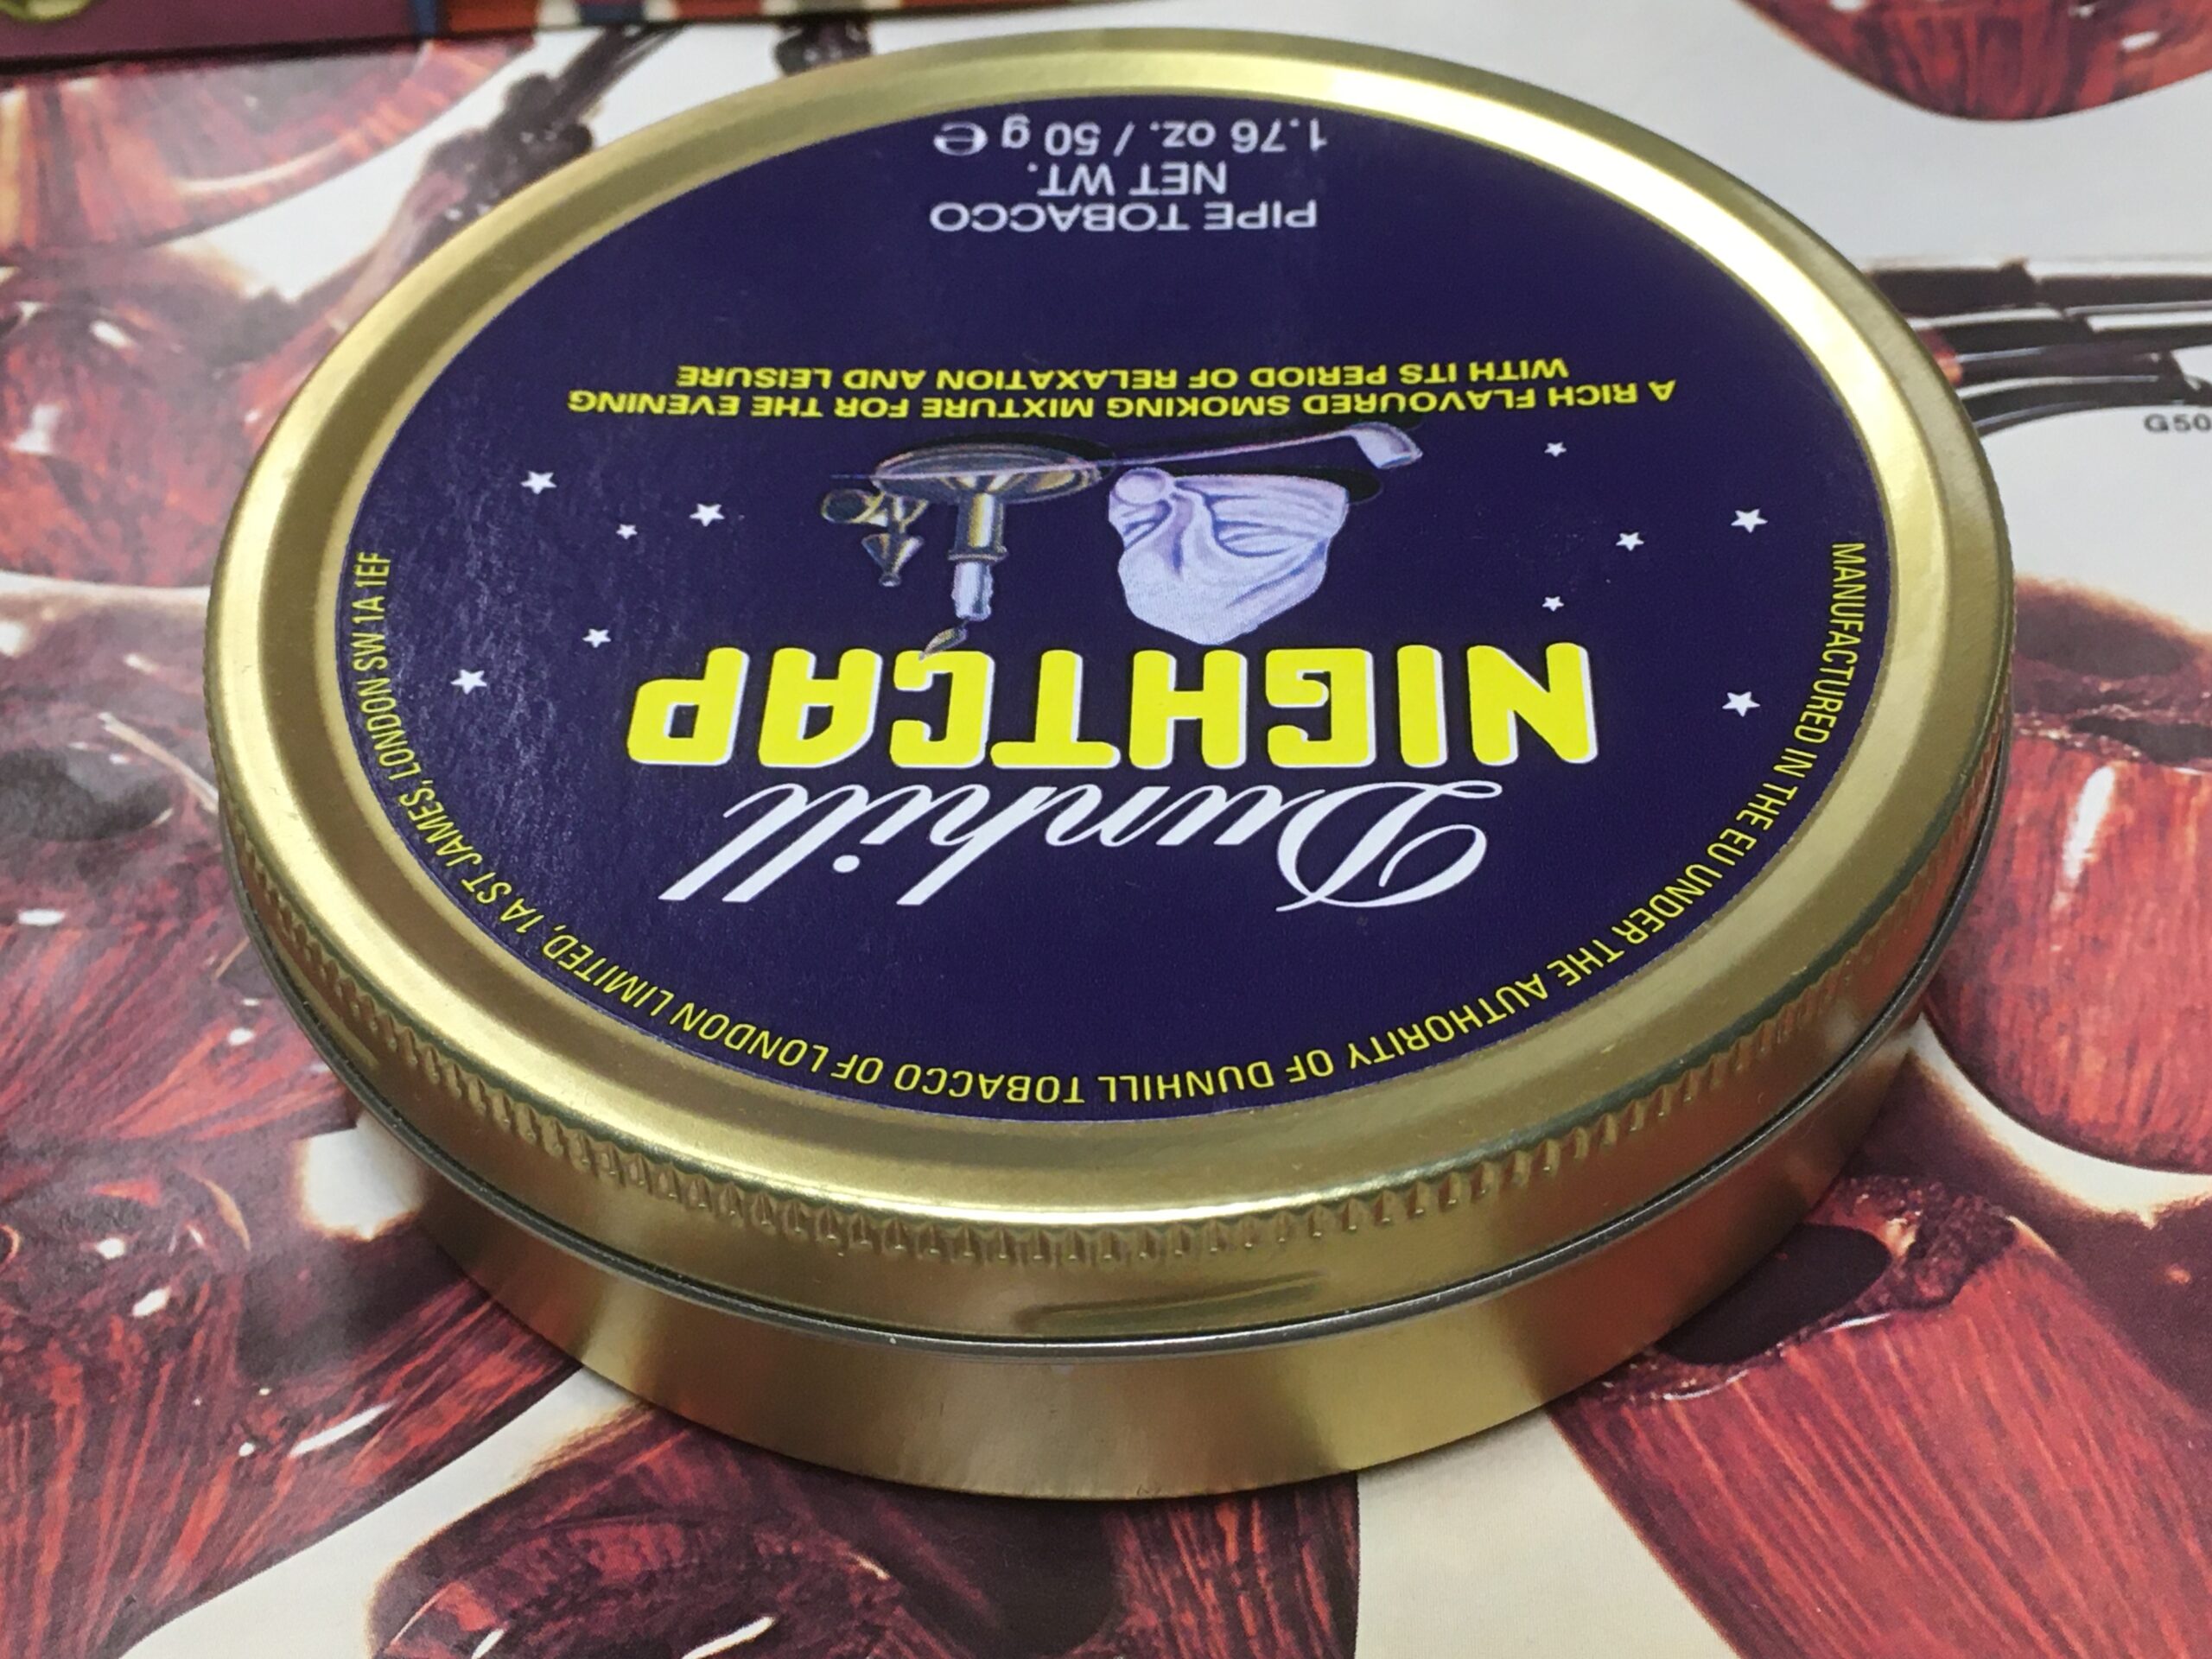 MANUFACTURED IN THE EU UNDER THE AUTHORITY OF DUNHILL TOBACCO OF LONDON LIMITED, 1A ST JAMES, LONDON SW 1A 1EF
Dunhill
NIGHTCAP
A RICH FLAVOURED SMOKING MIXTURE FOR THE EVENING
WITH ITS PERIOD OF RELAXATION AND LEISURE
PIPE TOBACCO
NET WT.
1.76 oz. / 50 g ℮